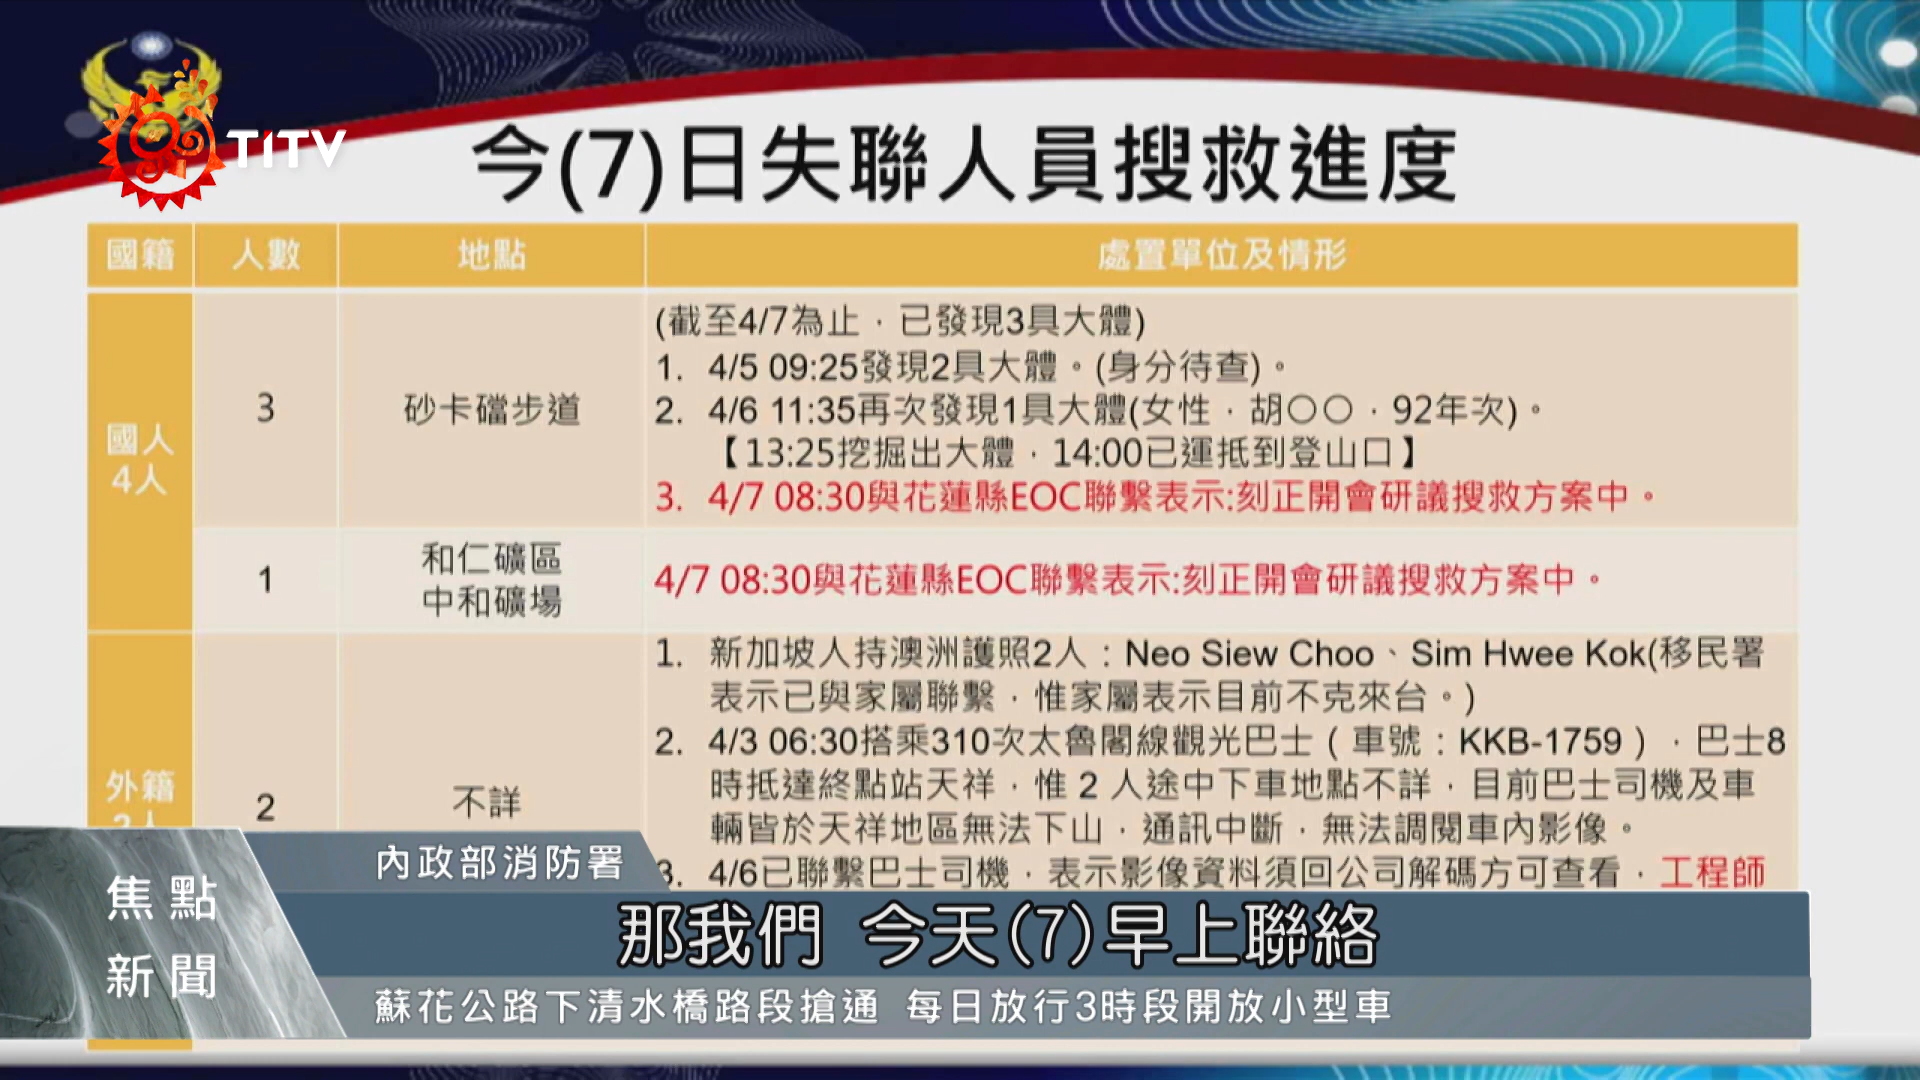 TITV
今(7)日失聯人員搜救進度
國籍 人數 地點 處置單位及情形
國人
4人
3
砂卡礑步道
(截至4/7為止，已發現3具大體)
1. 4/5 09:25發現2具大體。(身分待查)。
2. 4/6 11:35再次發現1具大體(女性，胡○○，92年次)。
【13:25挖掘出大體，14:00已運抵到登山口】
3. 4/7 08:30與花蓮縣EOC聯繫表示:刻正開會研議搜救方案中。
1
和仁礦區
中和礦場
4/7 08:30與花蓮縣EOC聯繫表示:刻正開會研議搜救方案中。
外籍
2
不詳
1. 新加坡人持澳洲護照2人：Neo Siew Choo、Sim Hwee Kok(移民署
表示已與家屬聯繫，惟家屬表示目前不克來台。)
2. 4/3 06:30搭乘310次太魯閣線觀光巴士（車號：KKB-1759），巴士8
時抵達終點站天祥，惟 2 人途中下車地點不詳，目前巴士司機及車
輛皆於天祥地區無法下山，通訊中斷，無法調閱車內影像。
3. 4/6已聯繫巴士司機，表示影像資料須回公司解碼方可查看，工程師
內政部消防署
焦點
新聞
那我們 今天(7)早上聯絡
蘇花公路下清水橋路段搶通 每日放行3時段開放小型車